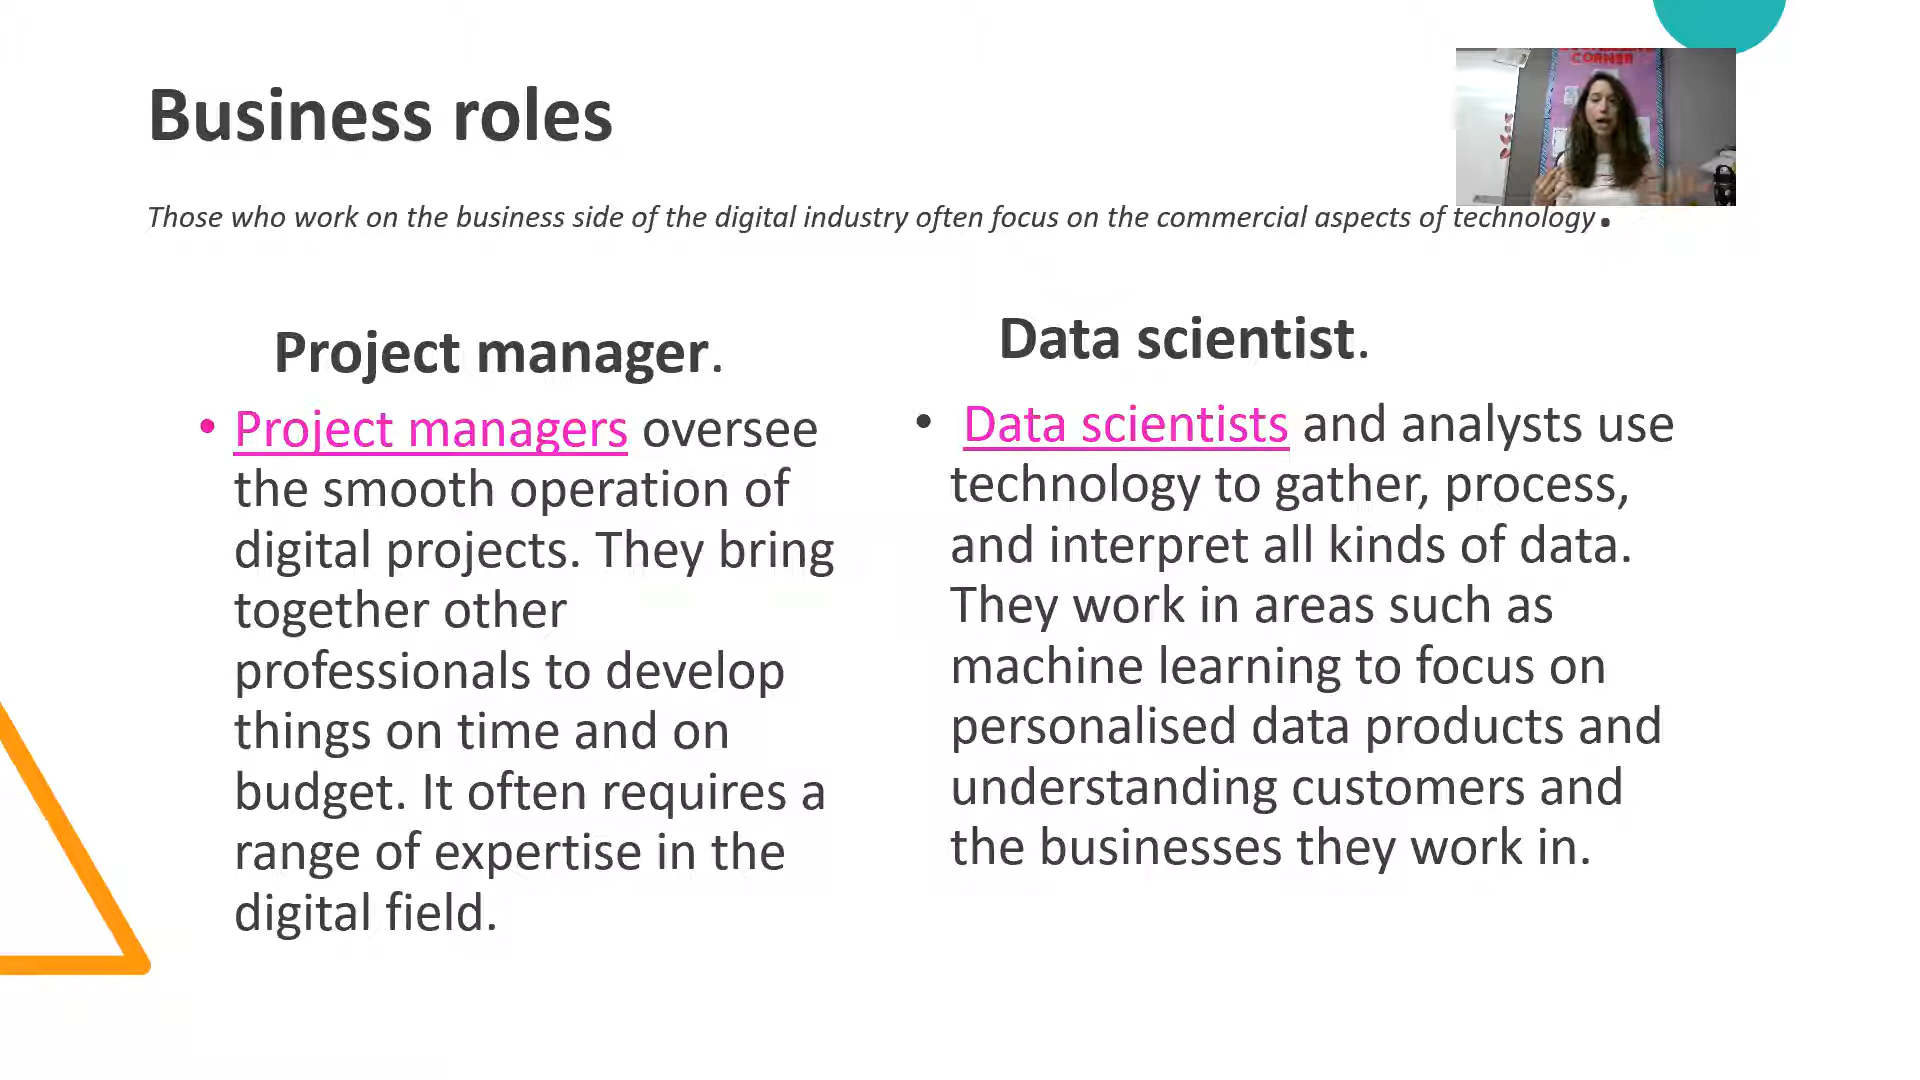 Business roles
CORNER
Those who work on the business side of the digital industry often focus on the commercial aspects of technology.
Project manager.
• Project managers oversee
the smooth operation of
digital projects. They bring
together other
professionals to develop
things on time and on
budget. It often requires a
range of expertise in the
digital field.
Data scientist.
• Data scientists and analysts use
technology to gather, process,
and interpret all kinds of data.
They work in areas such as
machine learning to focus on
personalised data products and
understanding customers and
the businesses they work in.